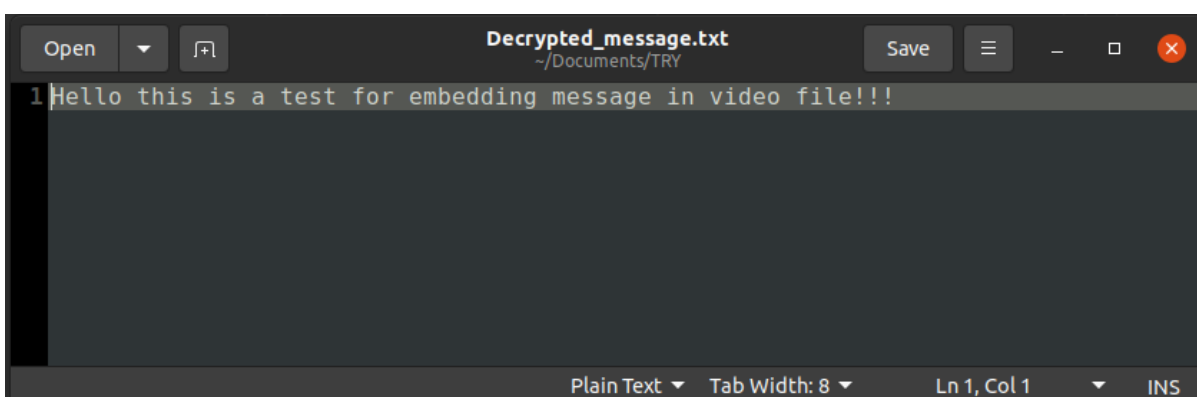 Open
Decrypted_message.txt
~/Documents/TRY
Save
1 Hello this is a test for embedding message in video file!!!
Plain Text Tab Width: 8 Ln 1, Col 1 INS